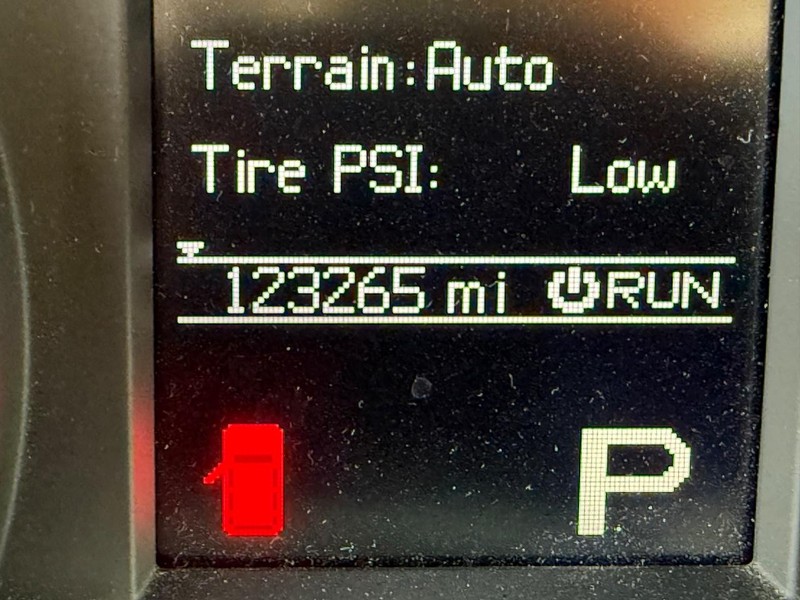 Terrain:Auto
Tire PSI: Low
123265 mi ⏻RUN
P